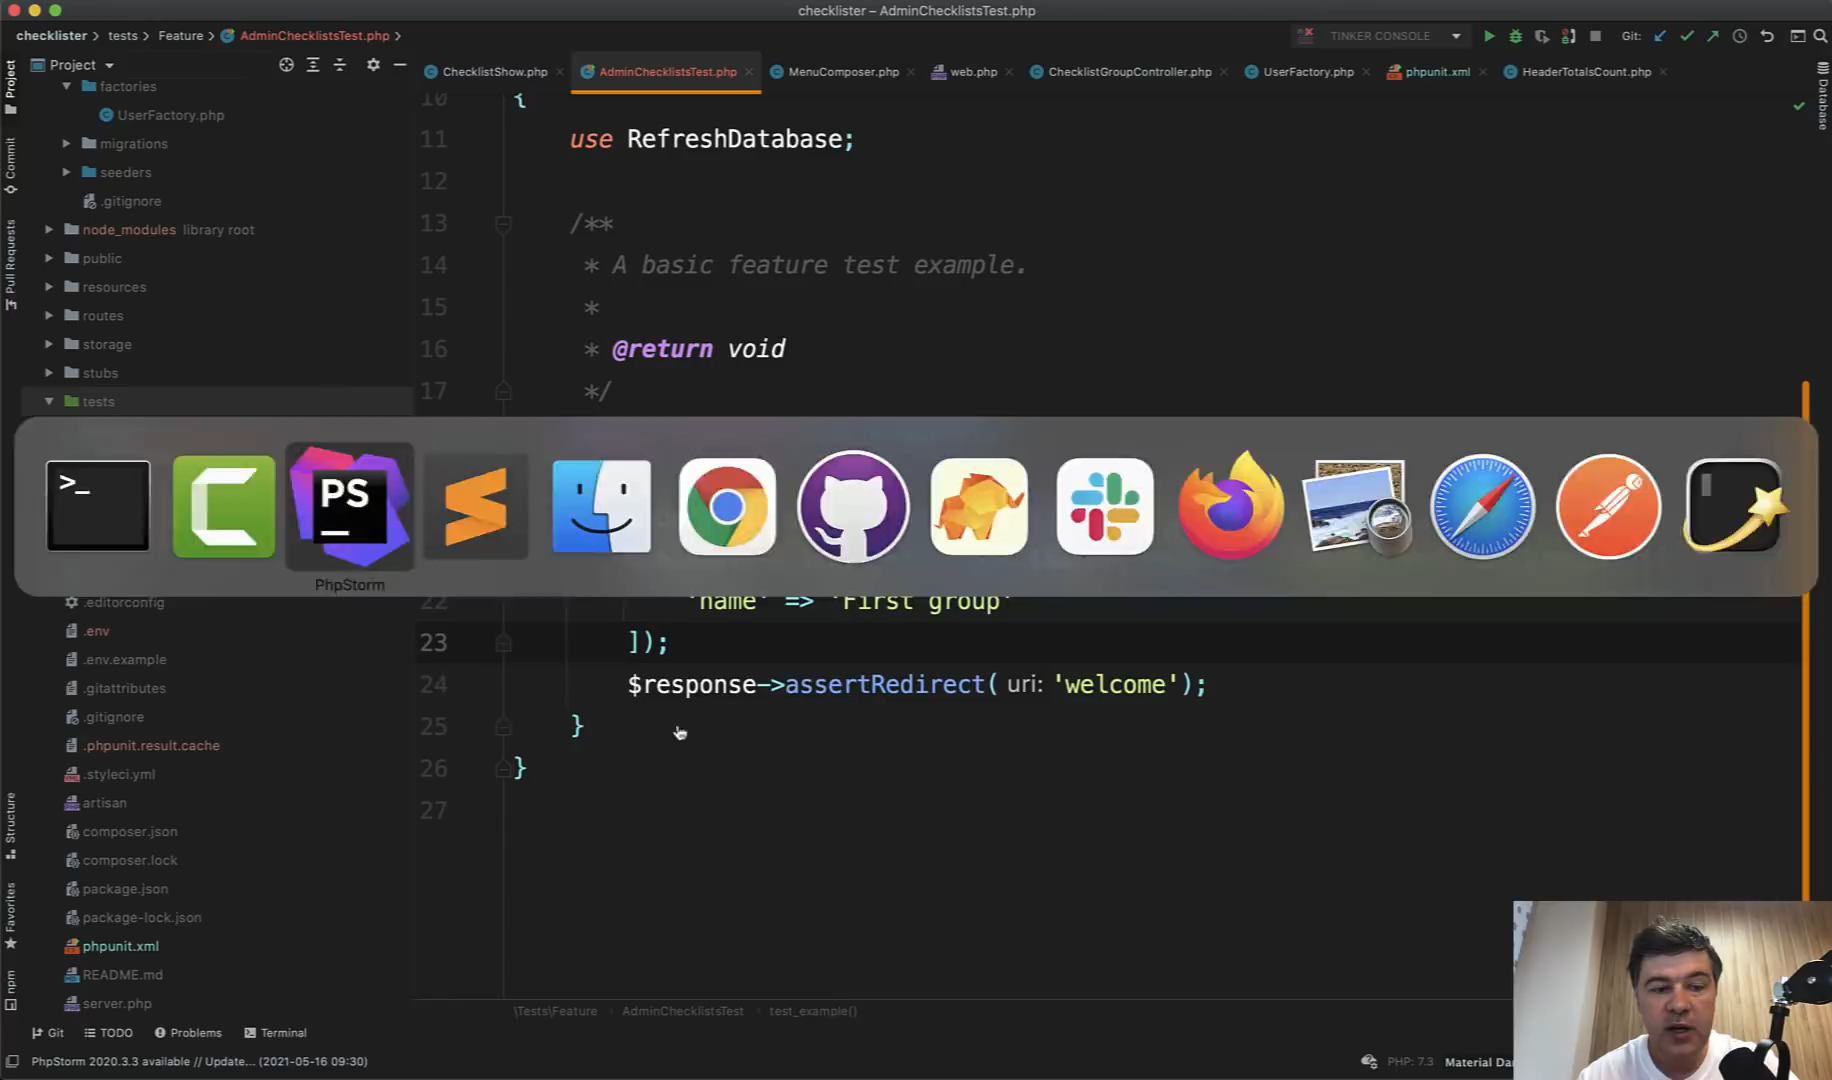 checklister – AdminChecklistsTest.php
checklister > tests > Feature > AdminChecklistsTest.php >
TINKER CONSOLE
Git:
Project
ChecklistShow.php
AdminChecklistsTest.php
MenuComposer.php
web.php
ChecklistGroupController.php
UserFactory.php
phpunit.xml
HeaderTotalsCount.php
Project
Commit
Pull Requests
Structure
Favorites
npm
Database
factories
UserFactory.php
migrations
seeders
.gitignore
node_modules library root
public
resources
routes
storage
stubs
tests
.editorconfig
.env
.env.example
.gitattributes
.gitignore
.phpunit.result.cache
.styleci.yml
artisan
composer.json
composer.lock
package.json
package-lock.json
phpunit.xml
README.md
server.php
10 {
11 use RefreshDatabase;
12
13 /**
14 * A basic feature test example.
15 *
16 * @return void
17 */
>_
PS
PhpStorm
22 'name' => 'First group'
23 ]);
24 $response->assertRedirect( uri: 'welcome');
25 }
26 }
27
\Tests\Feature > AdminChecklistsTest > test_example()
Git
TODO
Problems
Terminal
PhpStorm 2020.3.3 available // Update... (2021-05-16 09:30)
PHP: 7.3
Material